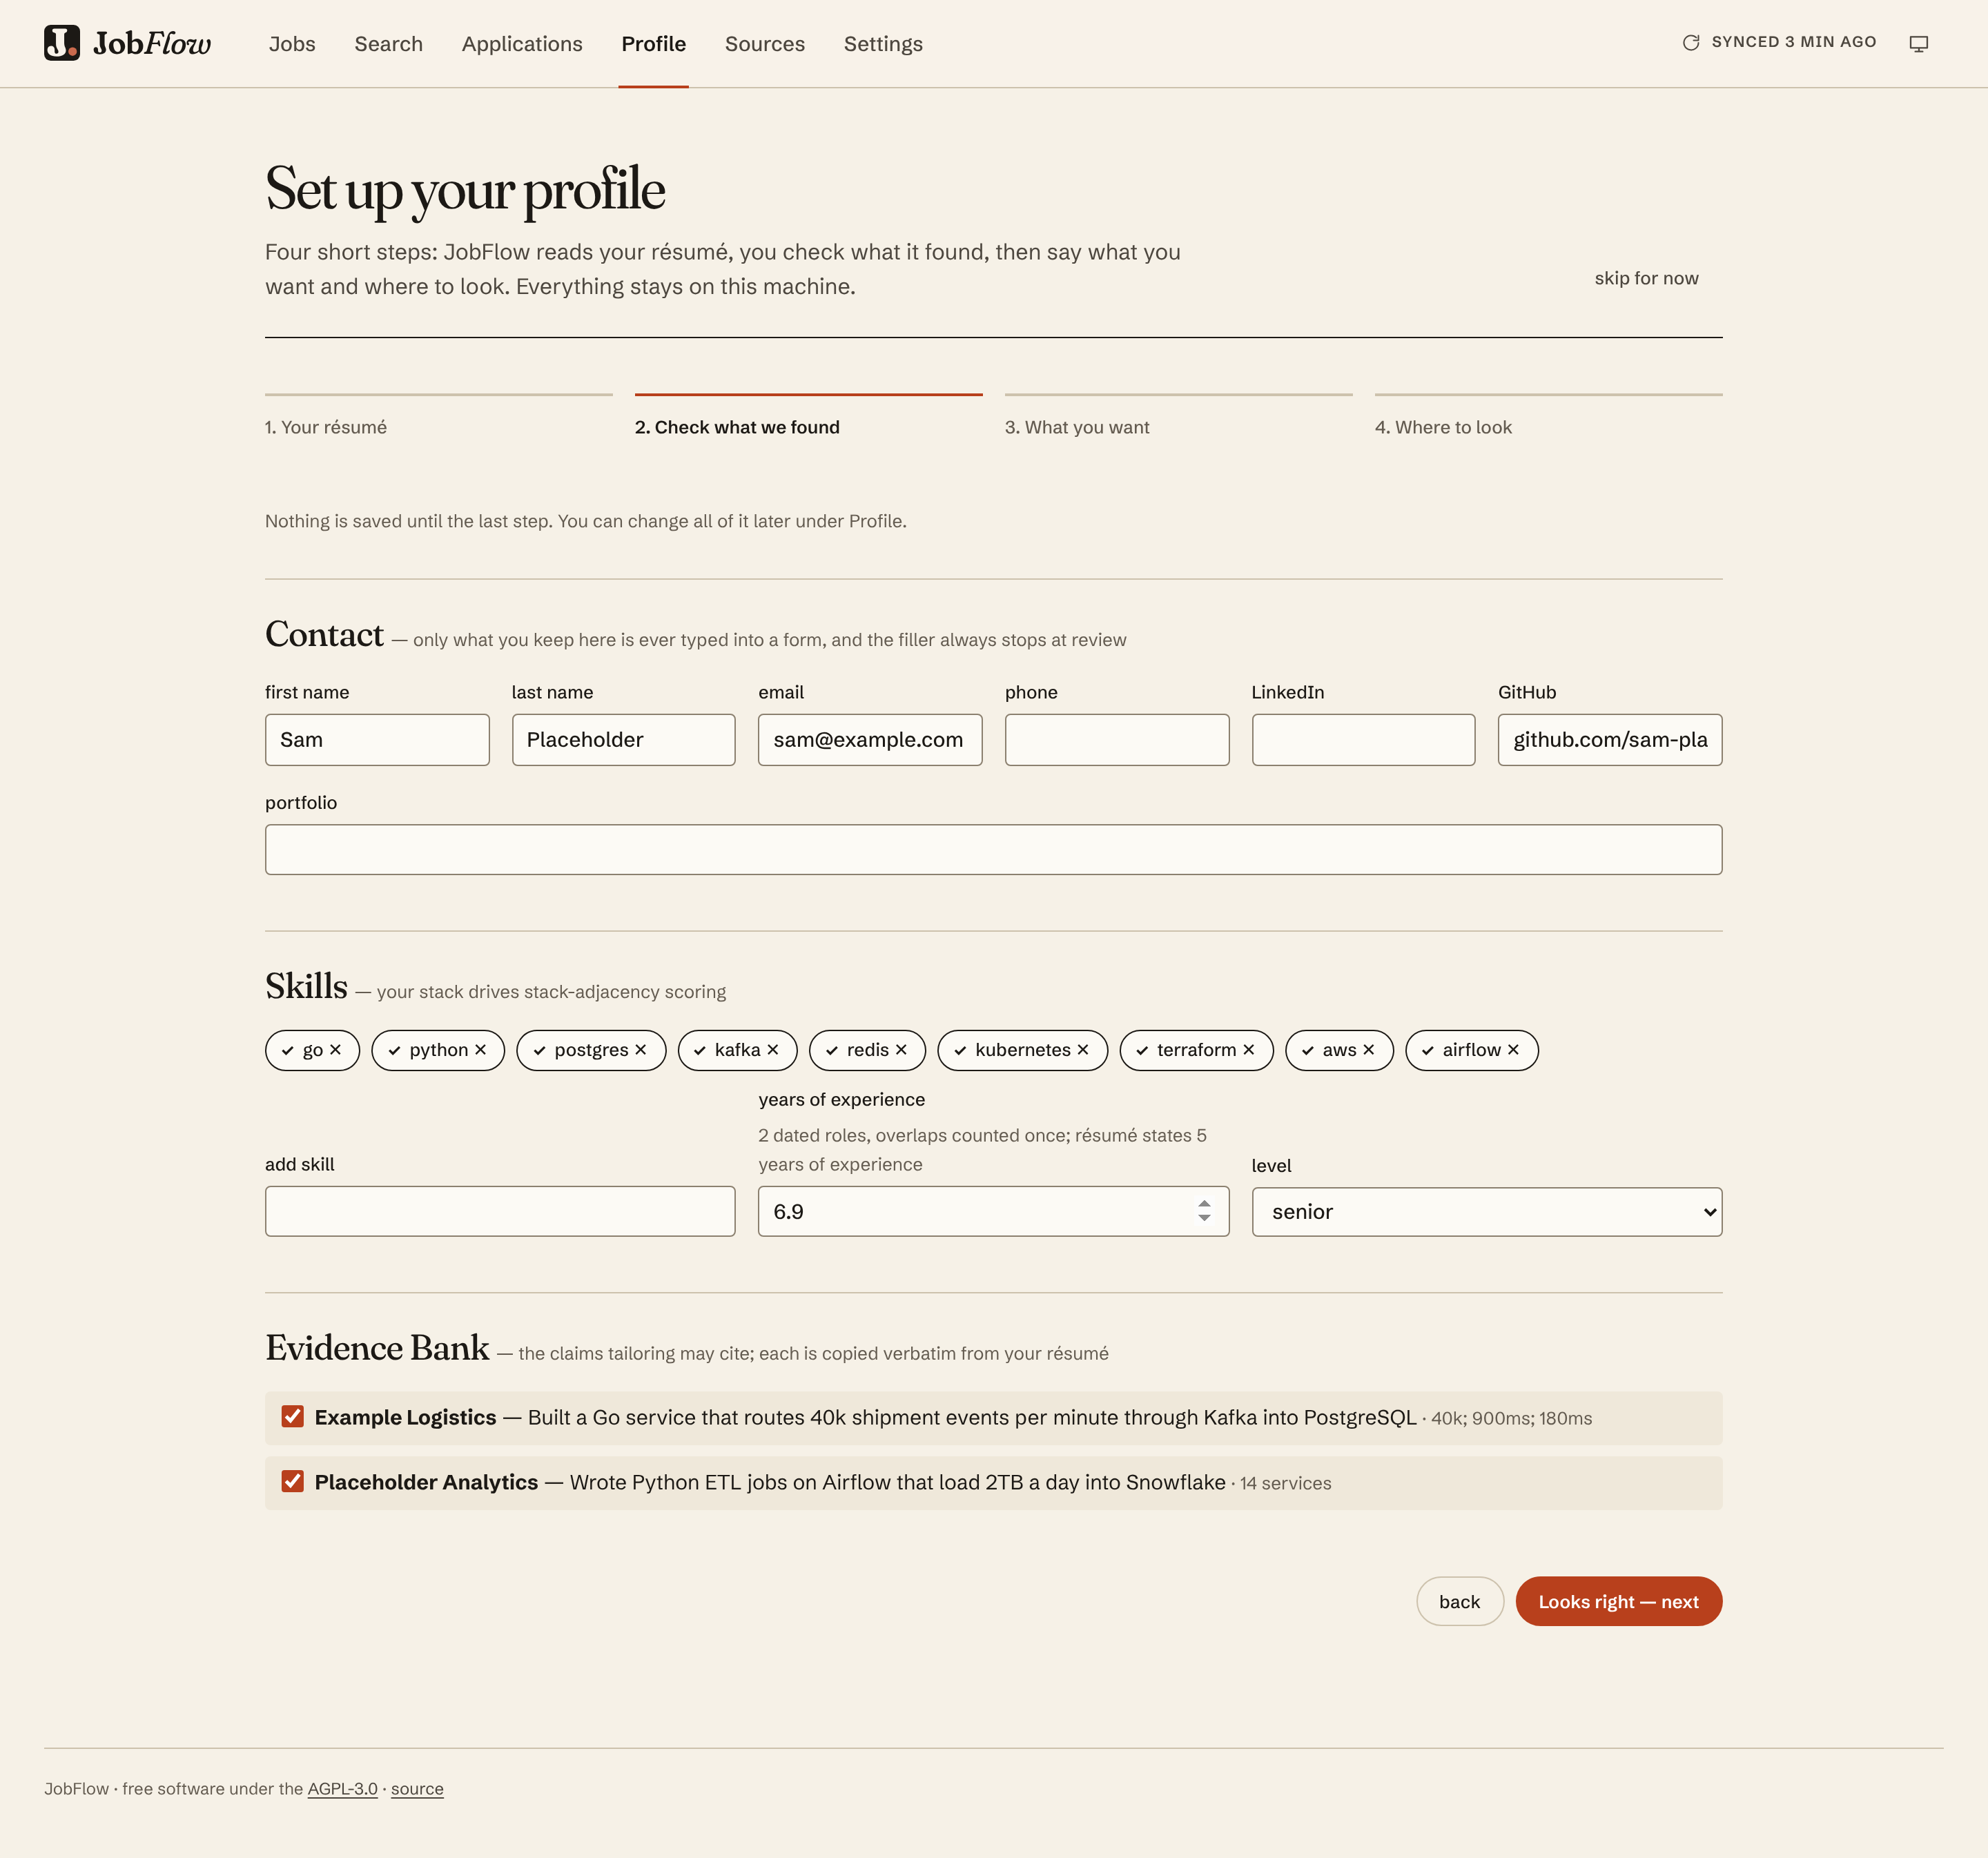 J. JobFlow Jobs Search Applications Profile Sources Settings SYNCED 3 MIN AGO
Set up your profile
Four short steps: JobFlow reads your résumé, you check what it found, then say what you
want and where to look. Everything stays on this machine.
skip for now
1. Your résumé 2. Check what we found 3. What you want 4. Where to look
Nothing is saved until the last step. You can change all of it later under Profile.
Contact — only what you keep here is ever typed into a form, and the filler always stops at review
first name last name email phone LinkedIn GitHub
Sam Placeholder sam@example.com github.com/sam-pla
portfolio
Skills — your stack drives stack-adjacency scoring
✓ go ✕ ✓ python ✕ ✓ postgres ✕ ✓ kafka ✕ ✓ redis ✕ ✓ kubernetes ✕ ✓ terraform ✕ ✓ aws ✕ ✓ airflow ✕
years of experience
2 dated roles, overlaps counted once; résumé states 5
add skill years of experience level
6.9 senior
Evidence Bank — the claims tailoring may cite; each is copied verbatim from your résumé
Example Logistics — Built a Go service that routes 40k shipment events per minute through Kafka into PostgreSQL · 40k; 900ms; 180ms
Placeholder Analytics — Wrote Python ETL jobs on Airflow that load 2TB a day into Snowflake · 14 services
back Looks right — next
JobFlow · free software under the AGPL-3.0 · source